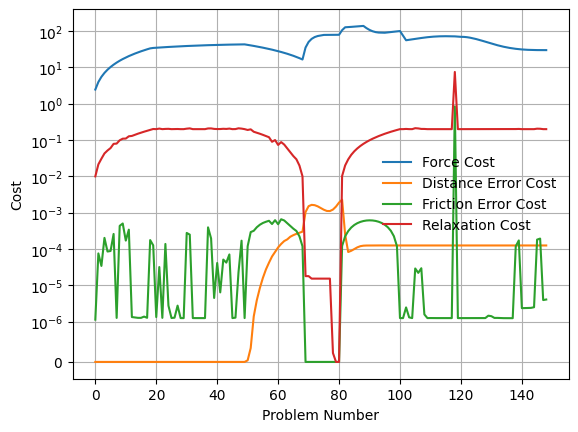 10²
10¹
10⁰
10⁻¹
10⁻²
10⁻³
10⁻⁴
10⁻⁵
10⁻⁶
0
Cost
Force Cost
Distance Error Cost
Friction Error Cost
Relaxation Cost
0 20 40 60 80 100 120 140
Problem Number